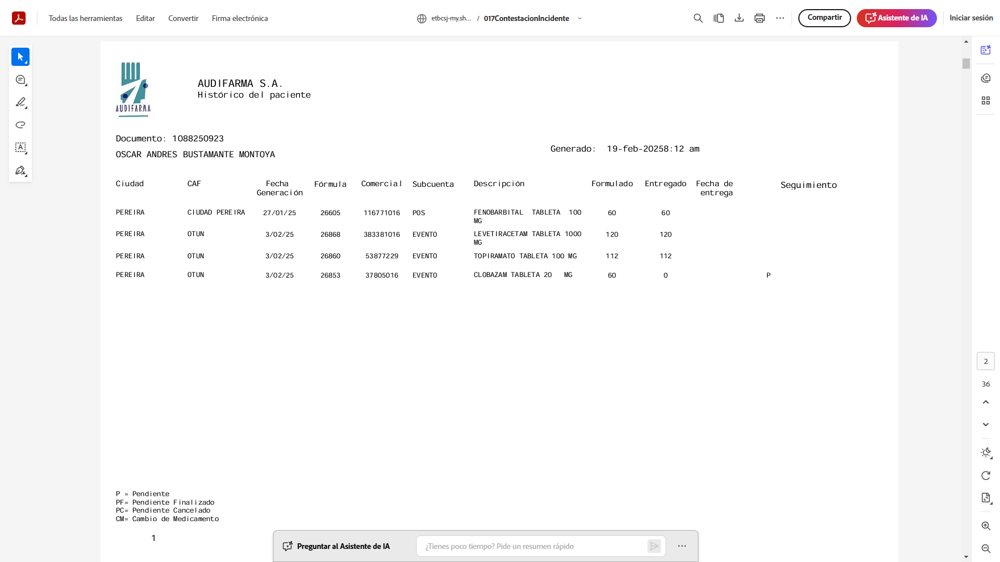 Todas las herramientas Editar Convertir Firma electrónica etbcsj-my.sh... / 017ContestacionIncidente Compartir Asistente de IA Iniciar sesión
AUDIFARMA
AUDIFARMA S.A.
Histórico del paciente
Documento: 1088250923
OSCAR ANDRES BUSTAMANTE MONTOYA
Generado: 19-feb-20258:12 am
Ciudad CAF Fecha Generación Fórmula Comercial Subcuenta Descripción Formulado Entregado Fecha de entrega Seguimiento
PEREIRA CIUDAD PEREIRA 27/01/25 26605 116771016 POS FENOBARBITAL TABLETA 100 60 60
MG
PEREIRA OTUN 3/02/25 26868 383381016 EVENTO LEVETIRACETAM TABLETA 1000 120 120
MG
PEREIRA OTUN 3/02/25 26860 53877229 EVENTO TOPIRAMATO TABLETA 100 MG 112 112
PEREIRA OTUN 3/02/25 26853 37805016 EVENTO CLOBAZAM TABLETA 20 MG 60 0 P
P = Pendiente
PF= Pendiente Finalizado
PC= Pendiente Cancelado
CM= Cambio de Medicamento
1
Preguntar al Asistente de IA ¿Tienes poco tiempo? Pide un resumen rápido
2
36